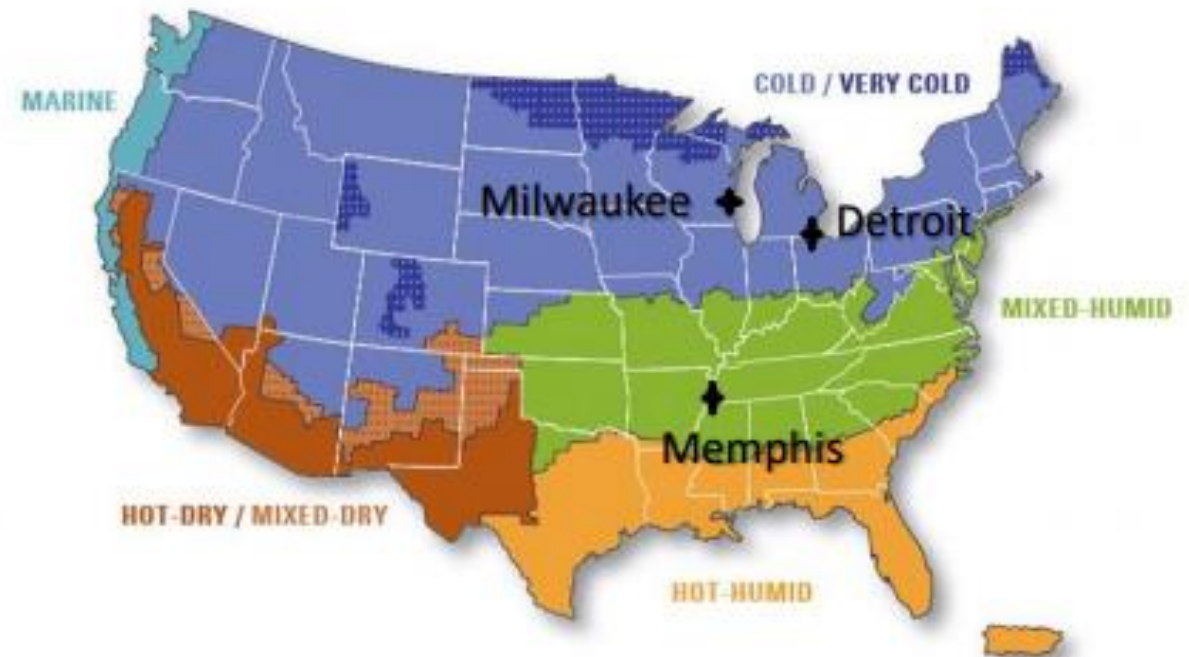 COLD / VERY COLD
MARINE
Milwaukee
Detroit
MIXED-HUMID
Memphis
HOT-DRY / MIXED-DRY
HOT-HUMID